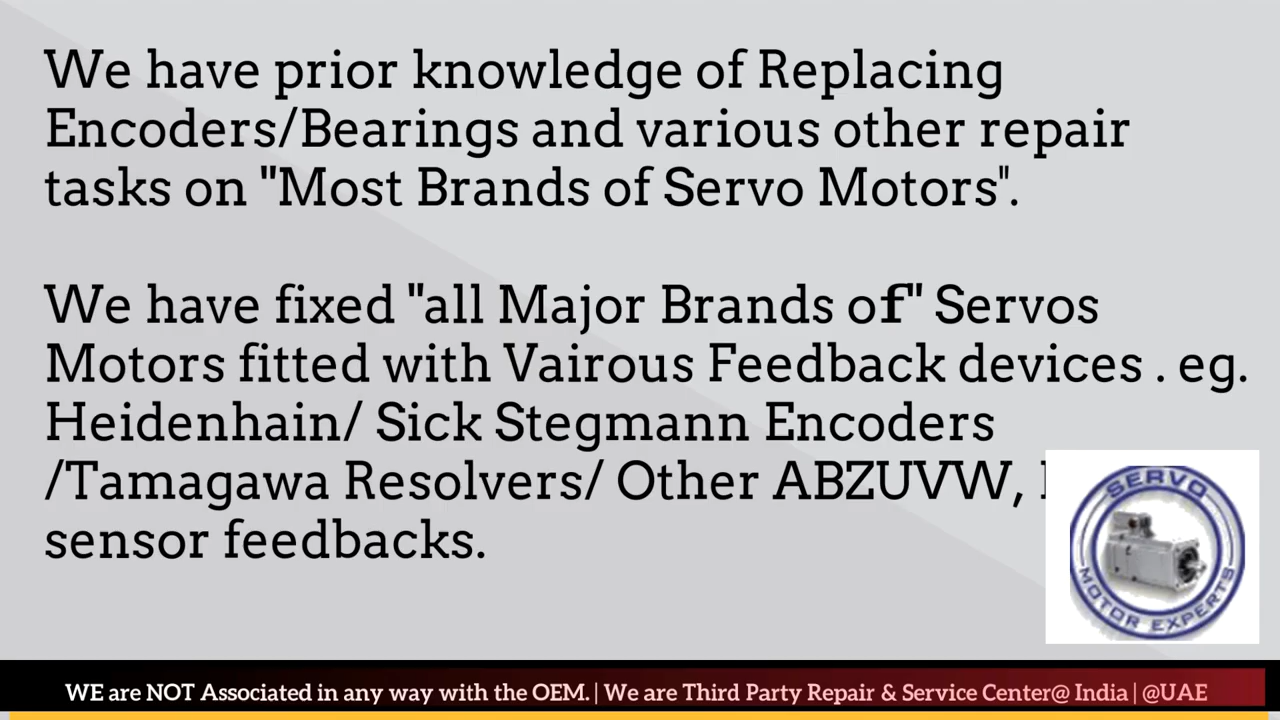 We have prior knowledge of Replacing
Encoders/Bearings and various other repair
tasks on "Most Brands of Servo Motors".
We have fixed "all Major Brands of" Servos
Motors fitted with Vairous Feedback devices . eg.
Heidenhain/ Sick Stegmann Encoders
/Tamagawa Resolvers/ Other ABZUVW,
sensor feedbacks.
SERVO
MOTOR EXPERTS
WE are NOT Associated in any way with the OEM. | We are Third Party Repair & Service Center@ India | @UAE